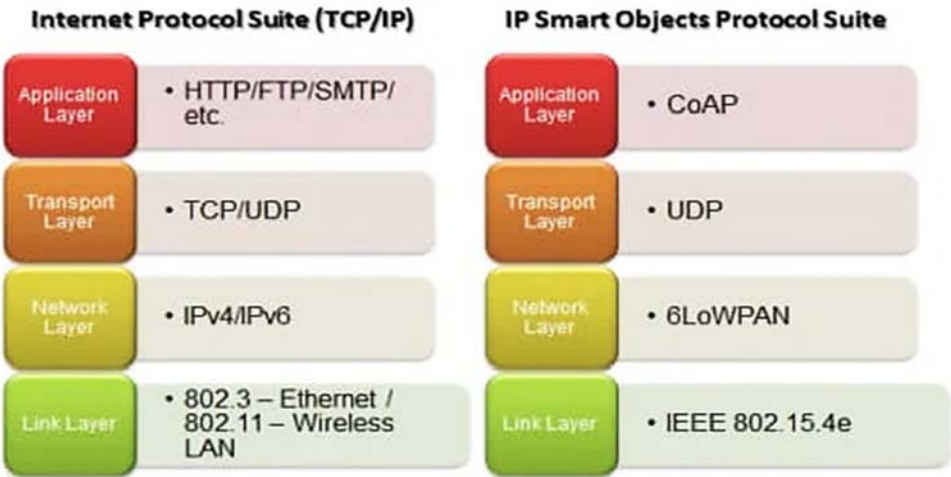 Internet Protocol Suite (TCP/IP)
Application
Layer
• HTTP/FTP/SMTP/
etc.
Transport
Layer
• TCP/UDP
Network
Layer
• IPv4/IPv6
Link Layer
• 802.3 – Ethernet /
802.11 – Wireless
LAN
IP Smart Objects Protocol Suite
Application
Layer
• CoAP
Transport
Layer
• UDP
Network
Layer
• 6LoWPAN
Link Layer
• IEEE 802.15.4e